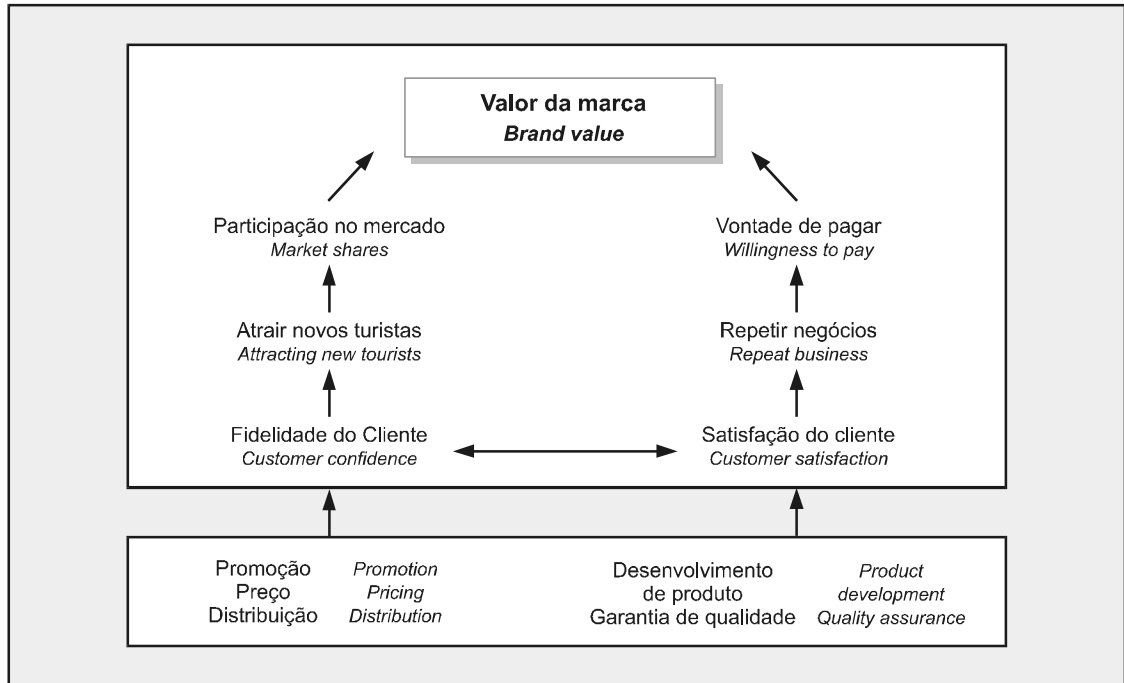 Valor da marca
Brand value
Participação no mercado
Market shares
Vontade de pagar
Willingness to pay
Atrair novos turistas
Attracting new tourists
Repetir negócios
Repeat business
Fidelidade do Cliente
Customer confidence
Satisfação do cliente
Customer satisfaction
Promoção
Preço
Distribuição
Promotion
Pricing
Distribution
Desenvolvimento
de produto
Garantia de qualidade
Product
development
Quality assurance